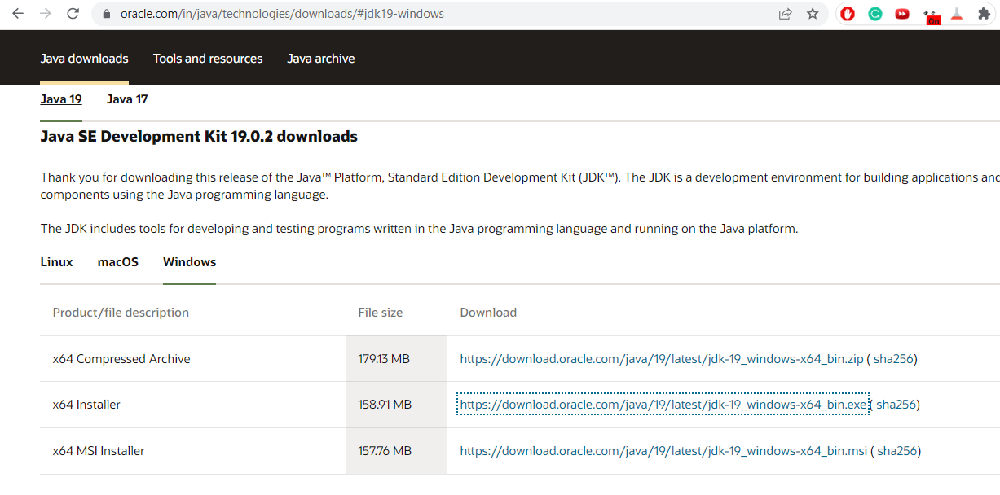 oracle.com/in/java/technologies/downloads/#jdk19-windows
On
Java downloads Tools and resources Java archive
Java 19 Java 17
Java SE Development Kit 19.0.2 downloads
Thank you for downloading this release of the Java™ Platform, Standard Edition Development Kit (JDK™). The JDK is a development environment for building applications and
components using the Java programming language.
The JDK includes tools for developing and testing programs written in the Java programming language and running on the Java platform.
Linux macOS Windows
Product/file description File size Download
x64 Compressed Archive 179.13 MB https://download.oracle.com/java/19/latest/jdk-19_windows-x64_bin.zip ( sha256)
x64 Installer 158.91 MB https://download.oracle.com/java/19/latest/jdk-19_windows-x64_bin.exe ( sha256)
x64 MSI Installer 157.76 MB https://download.oracle.com/java/19/latest/jdk-19_windows-x64_bin.msi ( sha256)